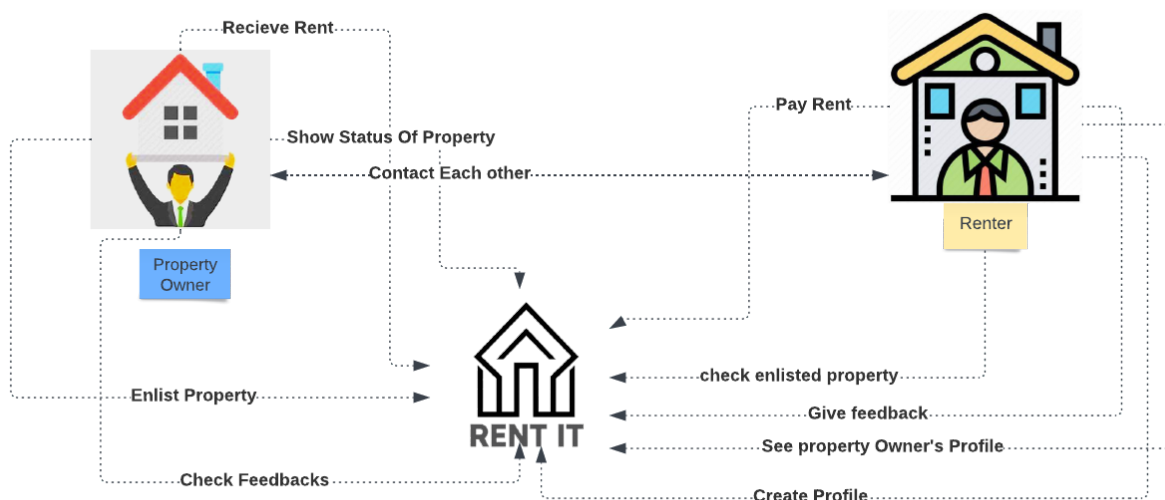 Recieve Rent
Pay Rent
Show Status Of Property
Contact Each other
Renter
Property
Owner
check enlisted property
Enlist Property
Give feedback
RENT IT
See property Owner's Profile
Check Feedbacks
Create Profile